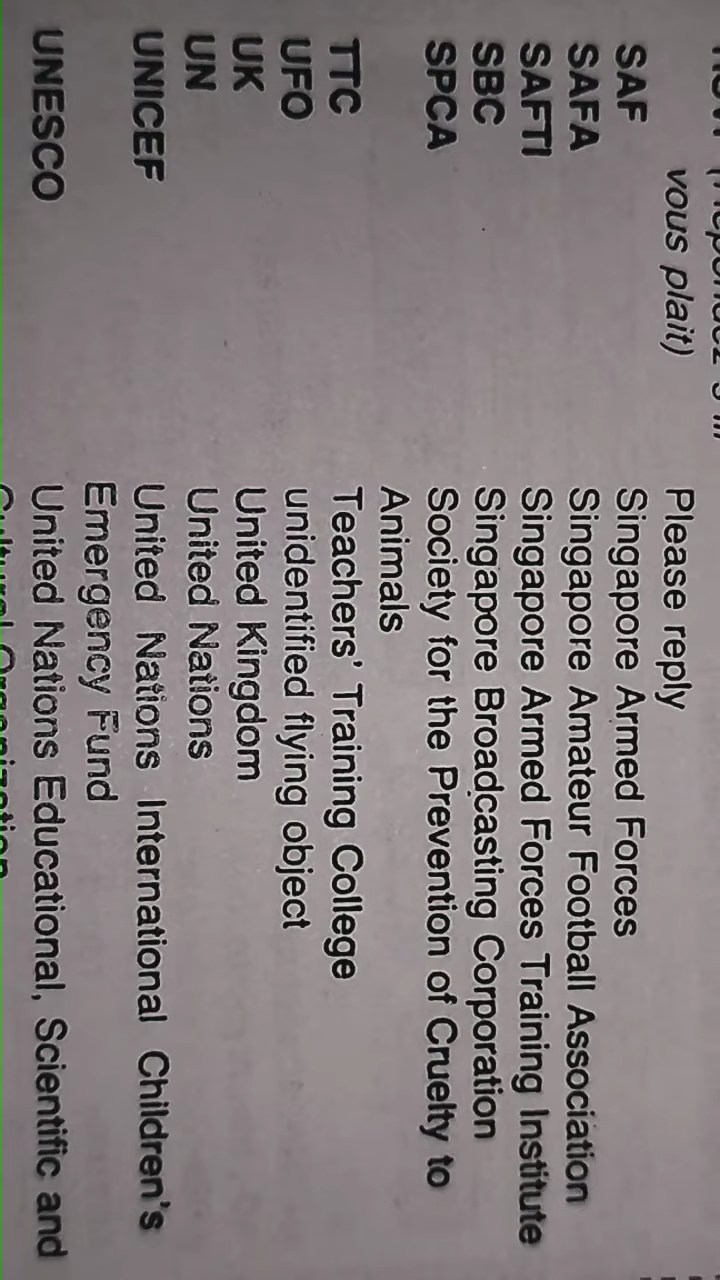 vous plait) Please reply
SAF Singapore Armed Forces
SAFA Singapore Amateur Football Association
SAFTI Singapore Armed Forces Training Institute
SBC Singapore Broadcasting Corporation
SPCA Society for the Prevention of Cruelty to
Animals
TTC Teachers' Training College
UFO unidentified flying object
UK United Kingdom
UN United Nations
UNICEF United Nations International Children's
Emergency Fund
UNESCO United Nations Educational, Scientific and
Cultural Organization